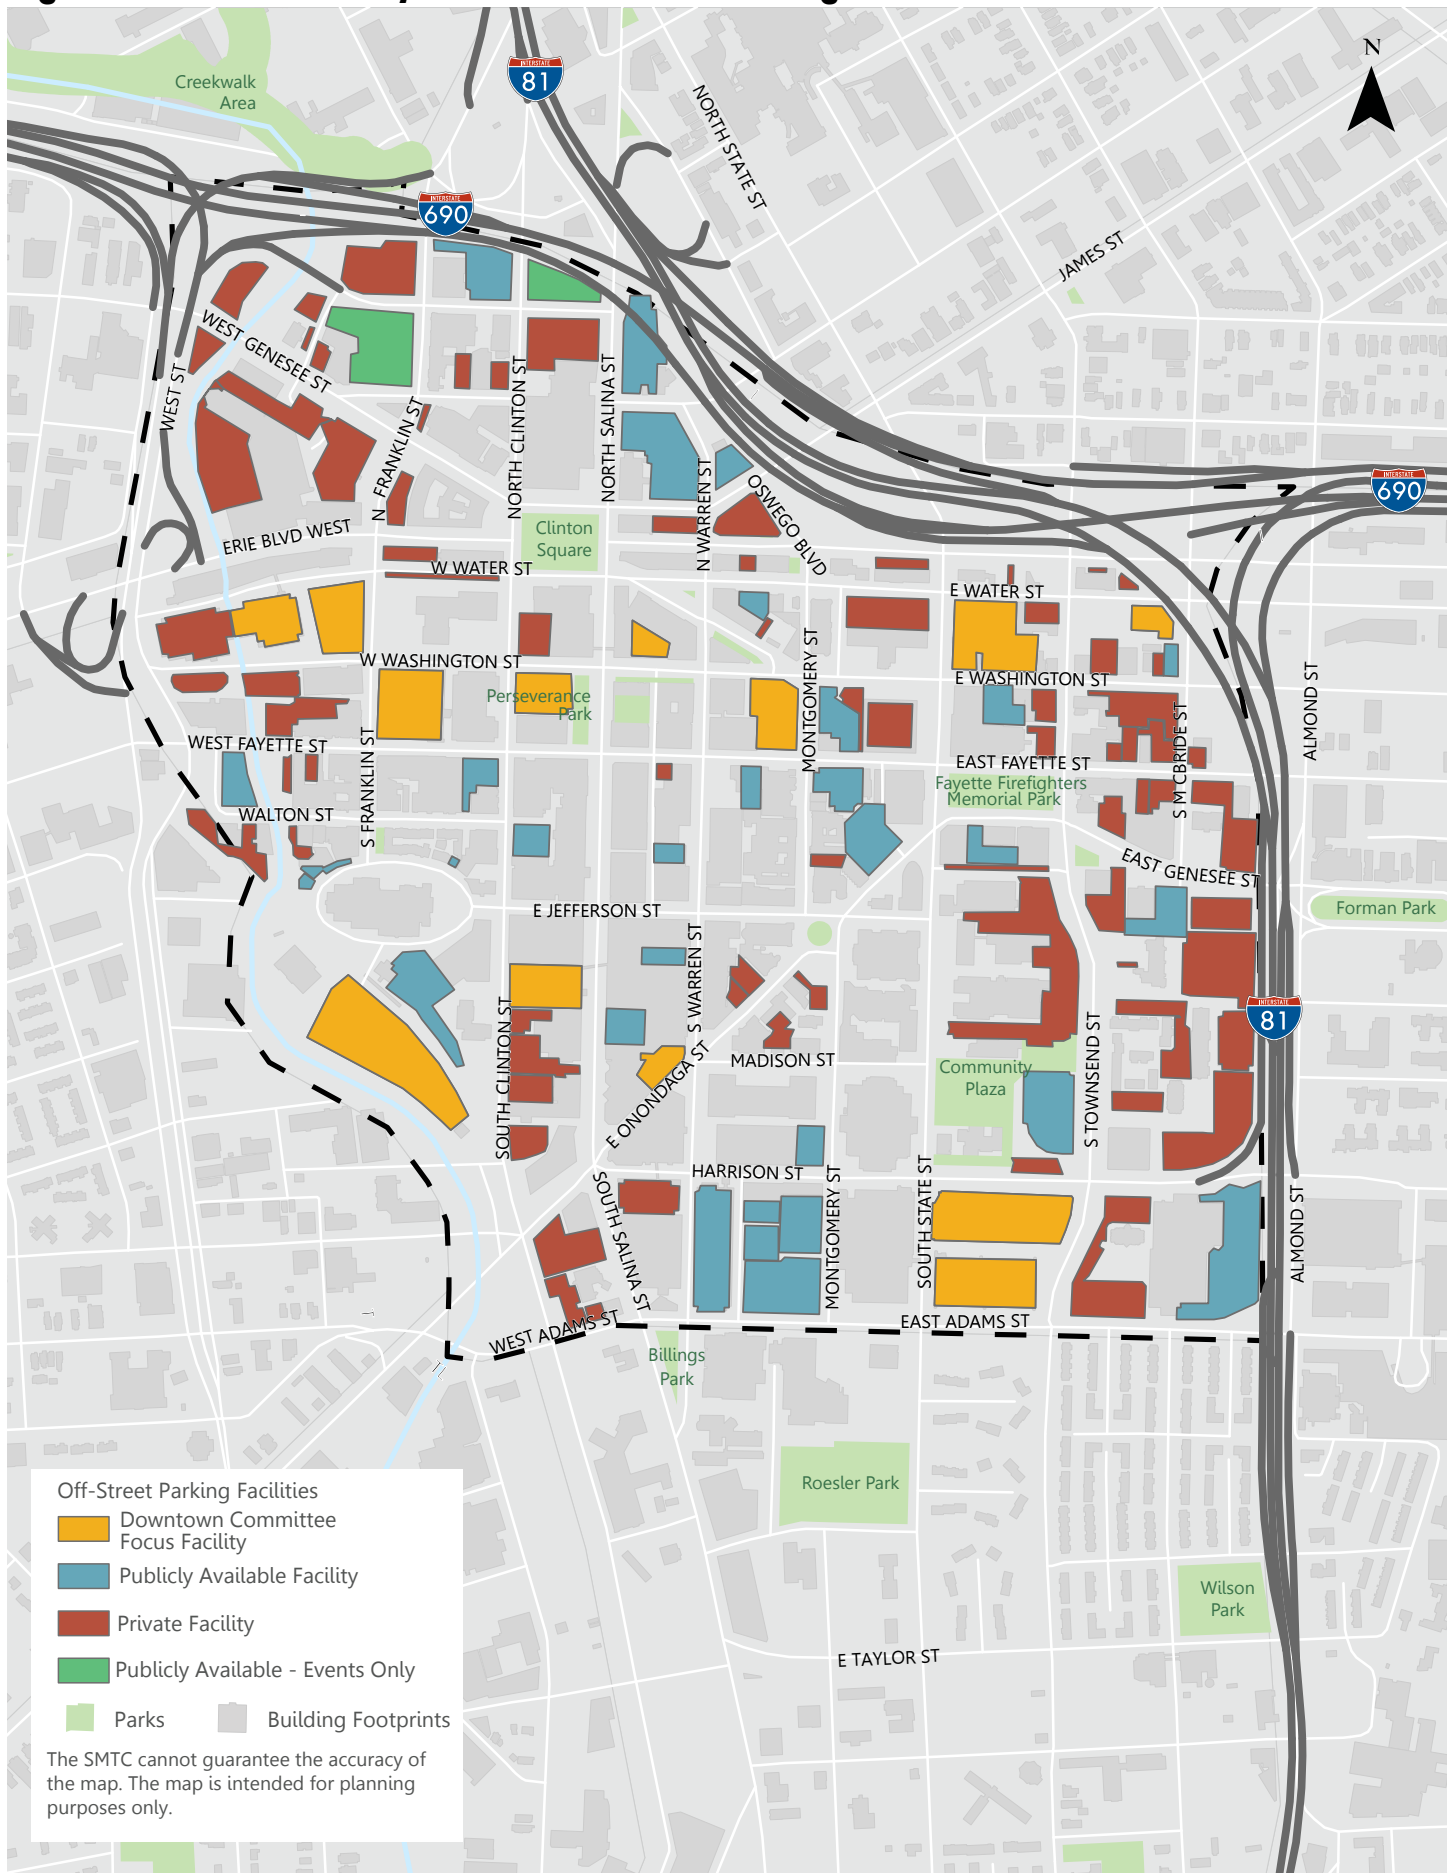 N
Creekwalk
Area
INTERSTATE
81
NORTH STATE ST
INTERSTATE
690
JAMES ST
WEST GENESEE ST
WEST ST
N FRANKLIN ST
NORTH CLINTON ST
NORTH SALINA ST
N WARREN ST
OSWEGO BLVD
INTERSTATE
690
ERIE BLVD WEST
Clinton
Square
W WATER ST
E WATER ST
W WASHINGTON ST
E WASHINGTON ST
Perseverance
Park
MONTGOMERY ST
ALMOND ST
WEST FAYETTE ST
S FRANKLIN ST
EAST FAYETTE ST
S MCBRIDE ST
Fayette Firefighters
Memorial Park
WALTON ST
EAST GENESEE ST
E JEFFERSON ST
Forman Park
S WARREN ST
SOUTH CLINTON ST
INTERSTATE
81
MADISON ST
E ONONDAGA ST
Community
Plaza
S TOWNSEND ST
HARRISON ST
SOUTH SALINA ST
MONTGOMERY ST
SOUTH STATE ST
ALMOND ST
WEST ADAMS ST
EAST ADAMS ST
Billings
Park
Roesler Park
Wilson
Park
E TAYLOR ST
Off-Street Parking Facilities
Downtown Committee
Focus Facility
Publicly Available Facility
Private Facility
Publicly Available - Events Only
Parks
Building Footprints
The SMTC cannot guarantee the accuracy of
the map. The map is intended for planning
purposes only.